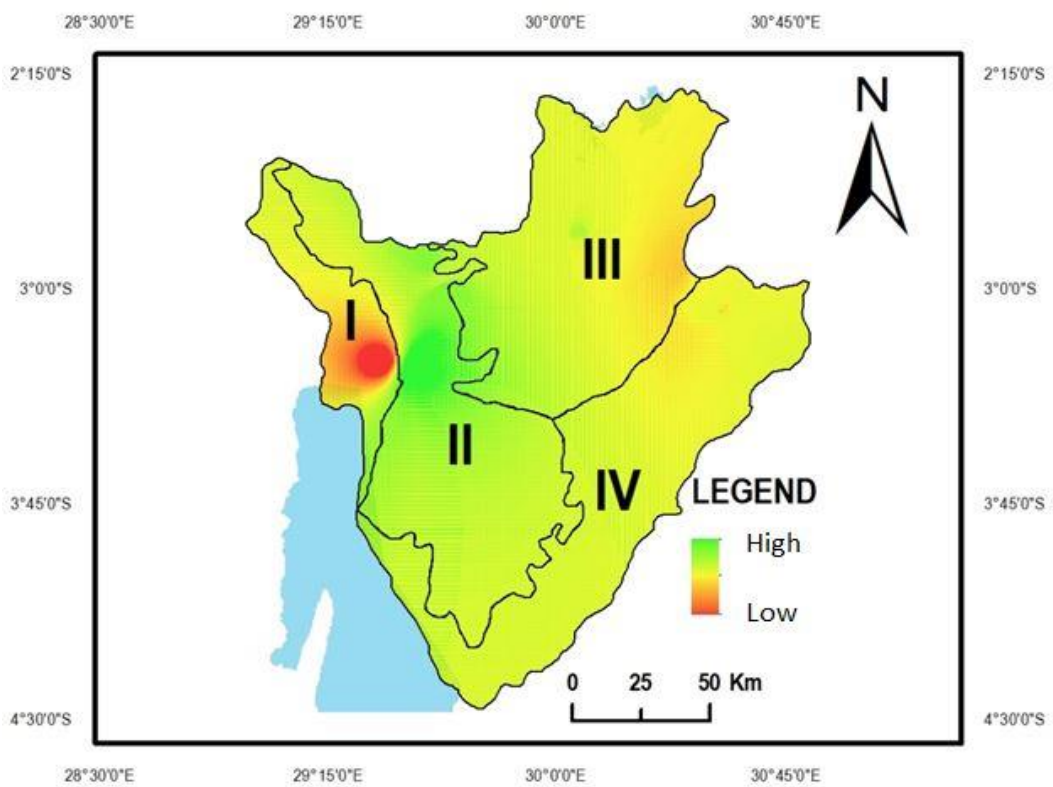 28°30'0"E 29°15'0"E 30°00'0"E 30°45'0"E
2°15'0"S 2°15'0"S
N
III
3°0'0"S 3°0'0"S
I
II
IV
LEGEND
3°45'0"S 3°45'0"S
High
Low
0 25 50 Km
4°30'0"S 4°30'0"S
28°30'0"E 29°15'0"E 30°00'0"E 30°45'0"E